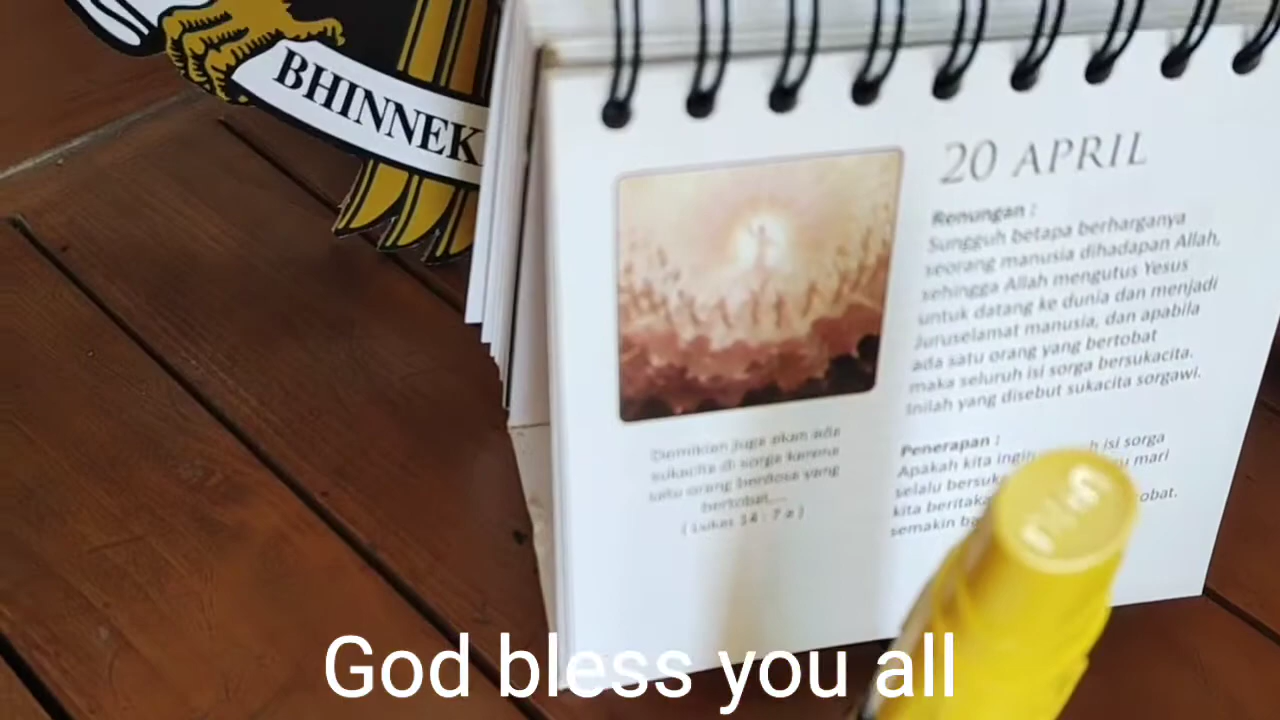 BHINNEK
20 APRIL
Renungan :
Sungguh betapa berharganya
seorang manusia dihadapan Allah,
sehingga Allah mengutus Yesus
untuk datang ke dunia dan menjadi
Juruselamat manusia, dan apabila
ada satu orang yang bertobat
maka seluruh isi sorga bersukacita.
Inilah yang disebut sukacita sorgawi.
Demikian juga akan ada
sukacita di sorga karena
satu orang berdosa yang
bertobat....
Penerapan :
Apakah kita ingin isi sorga
selalu mari
kita
semakin
God bless you all